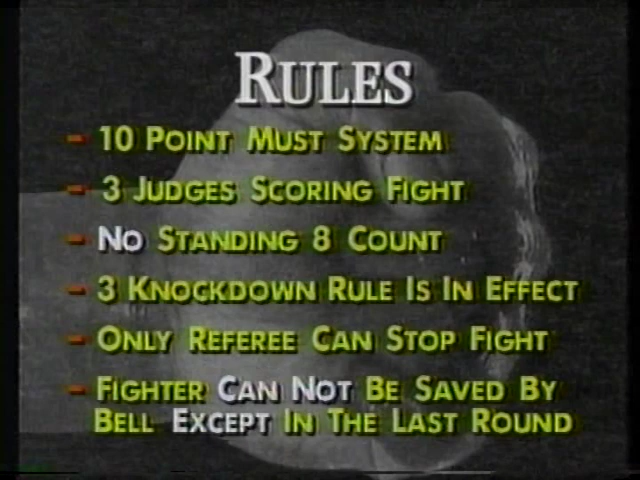 RULES
- 10 POINT MUST SYSTEM
- 3 JUDGES SCORING FIGHT
- NO STANDING 8 COUNT
- 3 KNOCKDOWN RULE IS IN EFFECT
- ONLY REFEREE CAN STOP FIGHT
- FIGHTER CAN NOT BE SAVED BY
BELL EXCEPT IN THE LAST ROUND